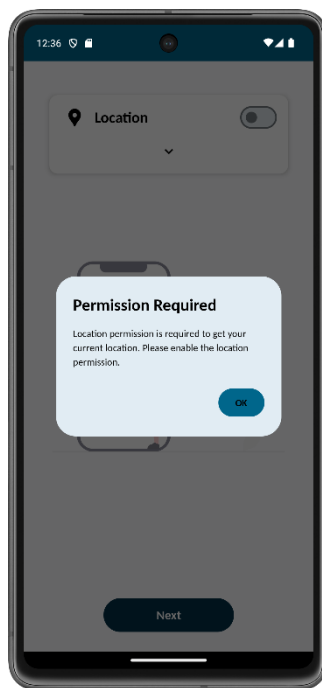 12:36
Location
Permission Required
Location permission is required to get your
current location. Please enable the location
permission.
OK
Next